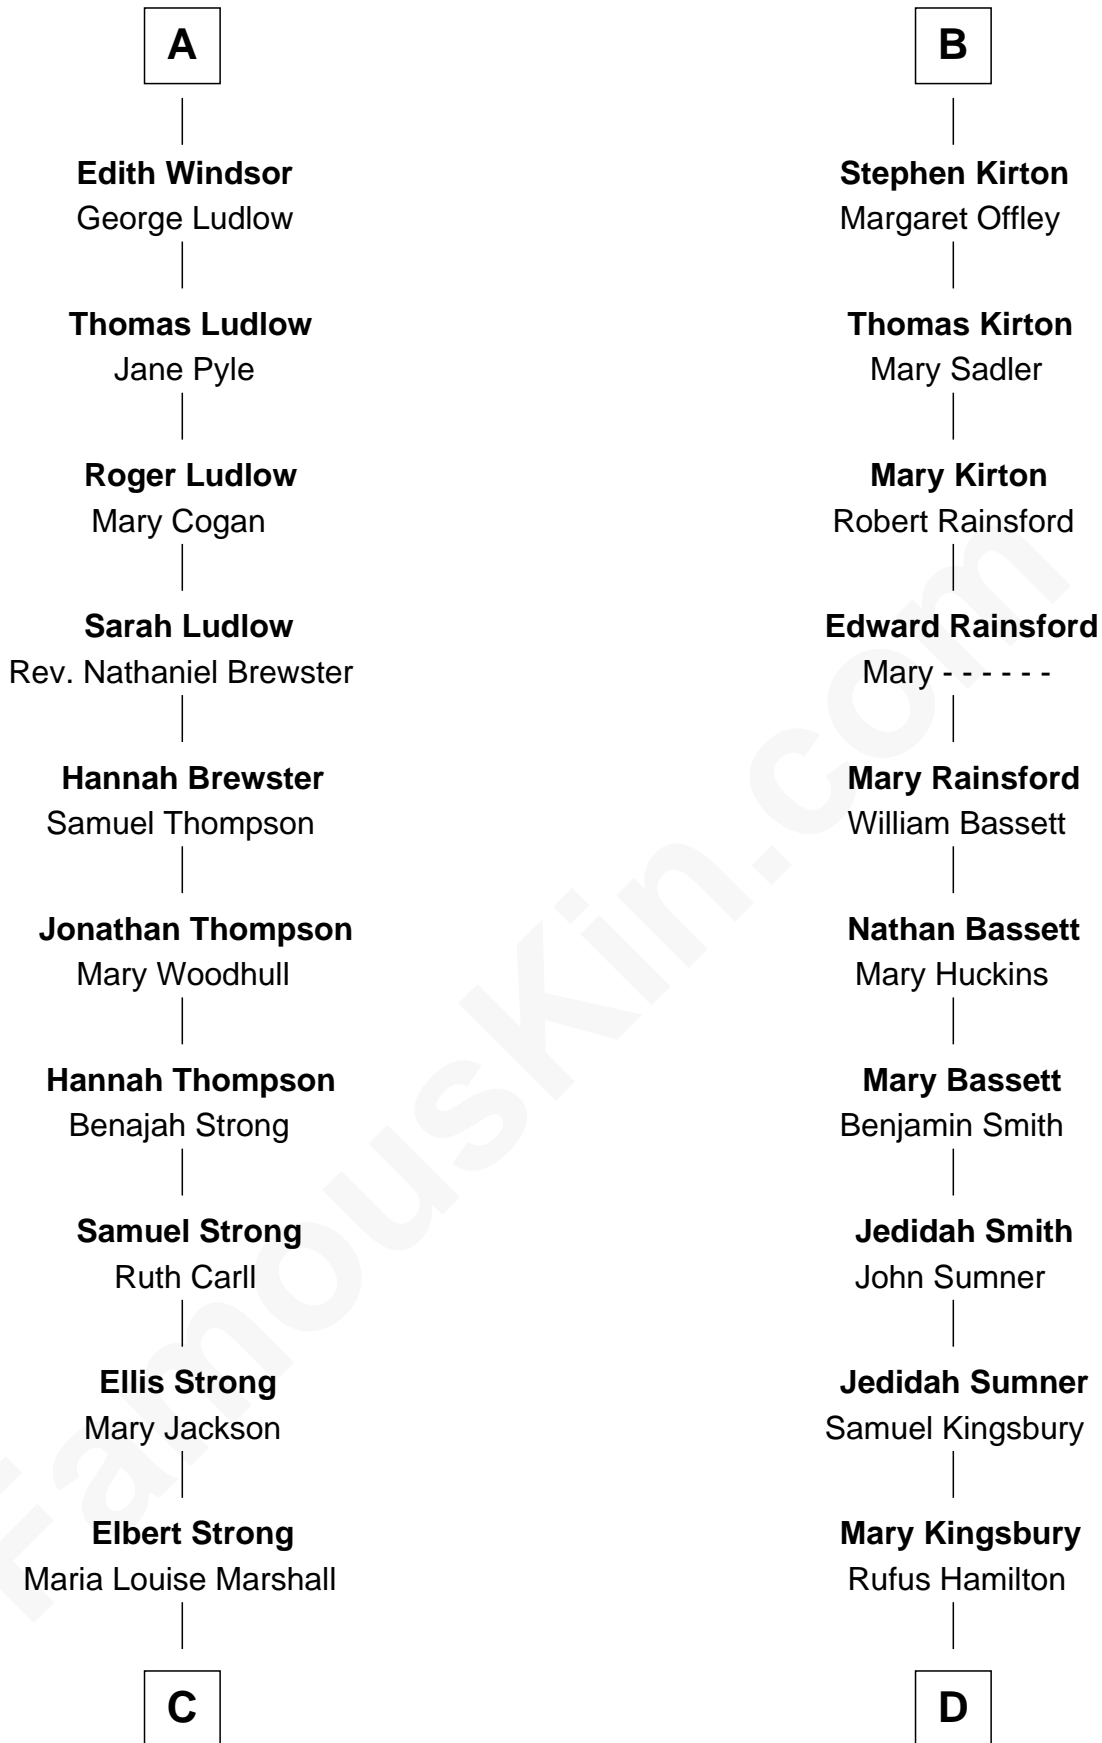 A
Edith Windsor
George Ludlow
Thomas Ludlow
Jane Pyle
Roger Ludlow
Mary Cogan
Sarah Ludlow
Rev. Nathaniel Brewster
Hannah Brewster
Samuel Thompson
Jonathan Thompson
Mary Woodhull
Hannah Thompson
Benajah Strong
Samuel Strong
Ruth Carll
Ellis Strong
Mary Jackson
Elbert Strong
Maria Louise Marshall
C
B
Stephen Kirton
Margaret Offley
Thomas Kirton
Mary Sadler
Mary Kirton
Robert Rainsford
Edward Rainsford
Mary - - - - - -
Mary Rainsford
William Bassett
Nathan Bassett
Mary Huckins
Mary Bassett
Benjamin Smith
Jedidah Smith
John Sumner
Jedidah Sumner
Samuel Kingsbury
Mary Kingsbury
Rufus Hamilton
D
FamousKin.com